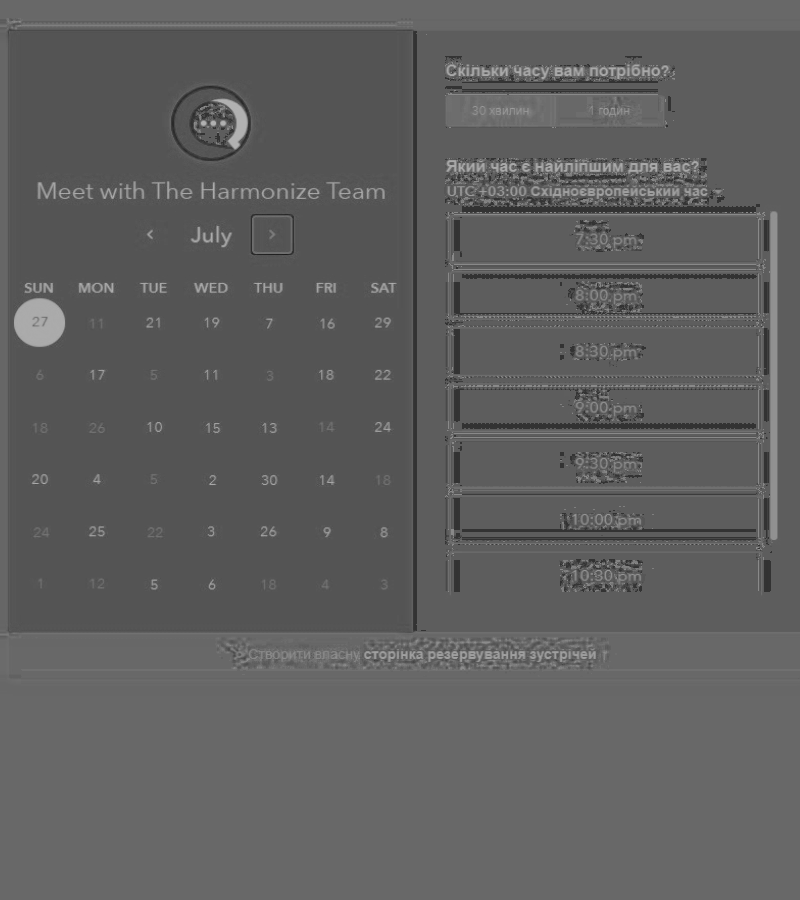 Meet with The Harmonize Team
July
SUN MON TUE WED THU FRI SAT
27 11 21 19 7 16 29
6 17 5 11 3 18 22
18 26 10 15 13 14 24
20 4 5 2 30 14 18
24 25 22 3 26 9 8
1 12 5 6 18 4 3
Скільки часу вам потрібно?
30 хвилин 1 годин
Який час є найліпшим для вас?
UTC +03:00 Східноєвропейський час
7:30 pm
8:00 pm
8:30 pm
9:00 pm
9:30 pm
10:00 pm
10:30 pm
Створити власну сторінка резервування зустрічей